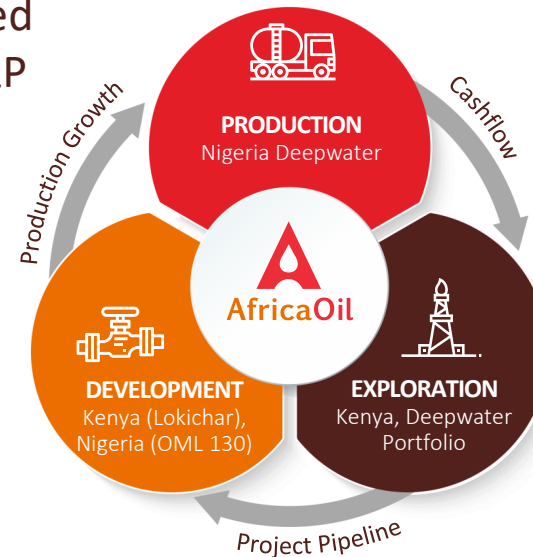 PRODUCTION
Nigeria Deepwater
Production Growth
Cashflow
AfricaOil
DEVELOPMENT
Kenya (Lokichar),
Nigeria (OML 130)
EXPLORATION
Kenya, Deepwater
Portfolio
Project Pipeline